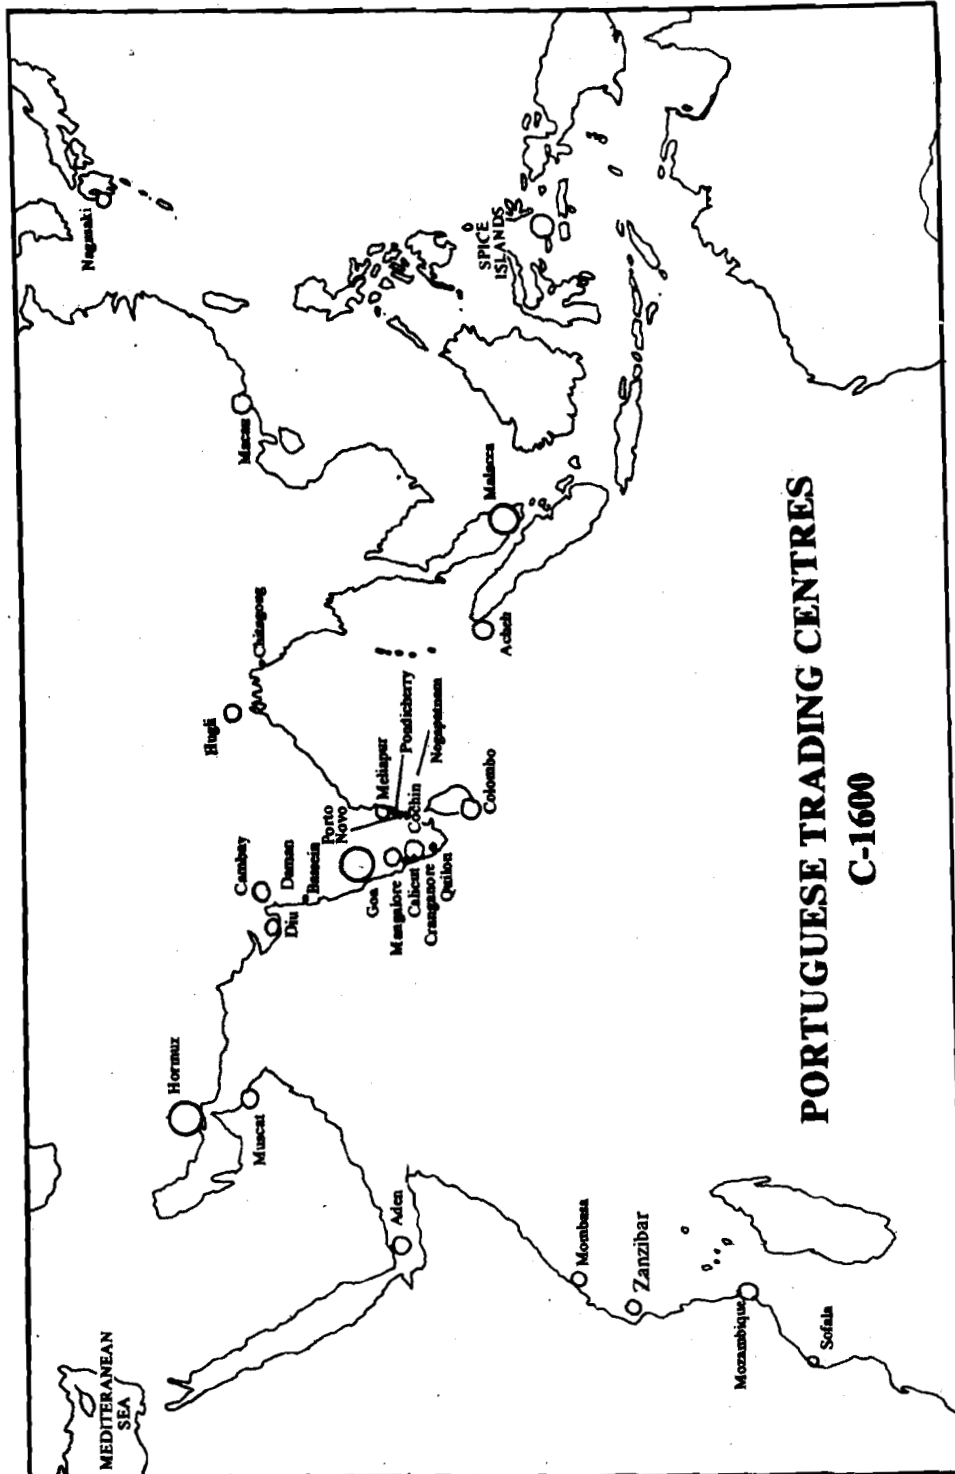 MEDITERANEAN
SEA
Hormuz
Muscat
Aden
Mombasa
Zanzibar
Mozambique
Sofala
Cambay
Diu
Daman
Bassein
Goa
Porto
Novo
Mangalore
Calicut
Cranganore
Quilon
Cochin
Meliapur
Pondicherry
Negapatnam
Colombo
Hugli
Chittagong
Acheh
Malacca
Macau
Nagasaki
SPICE
ISLANDS
PORTUGUESE TRADING CENTRES
C-1600